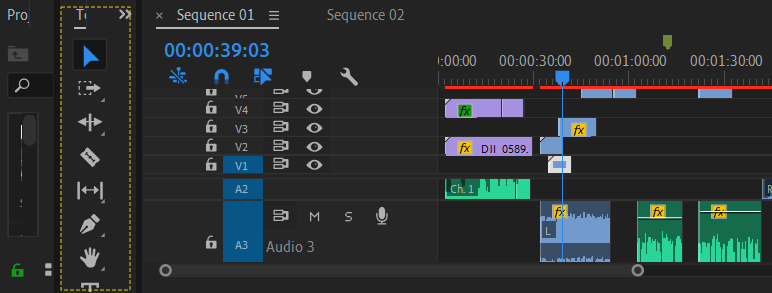 Sequence 01
Sequence 02
00:00:39:03
:00:00
00:00:30:00
00:01:00:00
00:01:30:00
V4
fx
V3
fx
V2
fx
DJI_0589.
V1
A2
Ch. 1
M
S
fx
fx
fx
A3
Audio 3
L